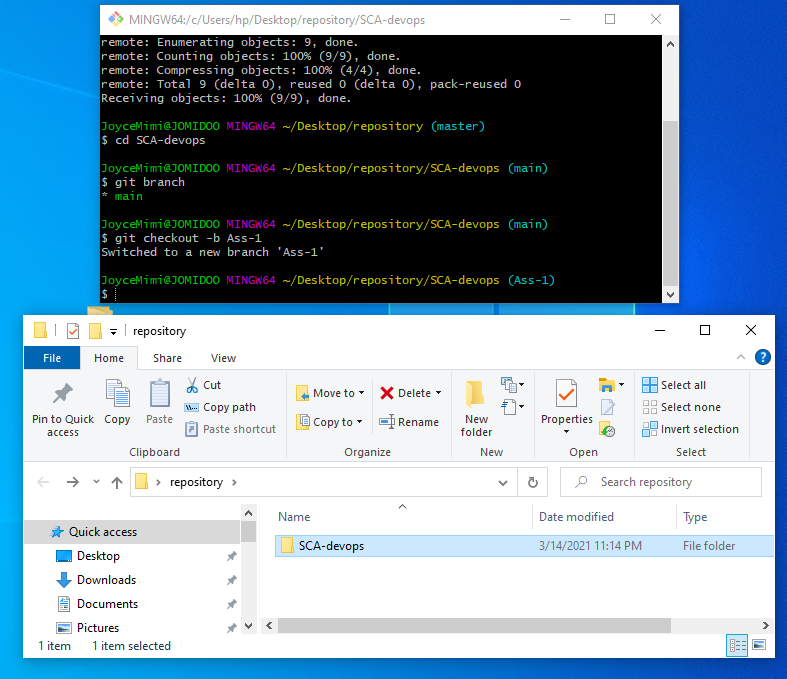 MINGW64:/c/Users/hp/Desktop/repository/SCA-devops
remote: Enumerating objects: 9, done.
remote: Counting objects: 100% (9/9), done.
remote: Compressing objects: 100% (4/4), done.
remote: Total 9 (delta 0), reused 0 (delta 0), pack-reused 0
Receiving objects: 100% (9/9), done.
JoyceMimi@JOMIDOO MINGW64 ~/Desktop/repository (master)
$ cd SCA-devops
JoyceMimi@JOMIDOO MINGW64 ~/Desktop/repository/SCA-devops (main)
$ git branch
* main
JoyceMimi@JOMIDOO MINGW64 ~/Desktop/repository/SCA-devops (main)
$ git checkout -b Ass-1
Switched to a new branch 'Ass-1'
JoyceMimi@JOMIDOO MINGW64 ~/Desktop/repository/SCA-devops (Ass-1)
$
repository
File Home Share View
Pin to Quick access
Copy
Paste
Cut
Copy path
Paste shortcut
Clipboard
Move to
Copy to
Delete
Rename
Organize
New folder
New
Properties
Open
Select all
Select none
Invert selection
Select
repository
Search repository
Quick access
Desktop
Downloads
Documents
Pictures
Name Date modified Type
SCA-devops 3/14/2021 11:14 PM File folder
1 item 1 item selected